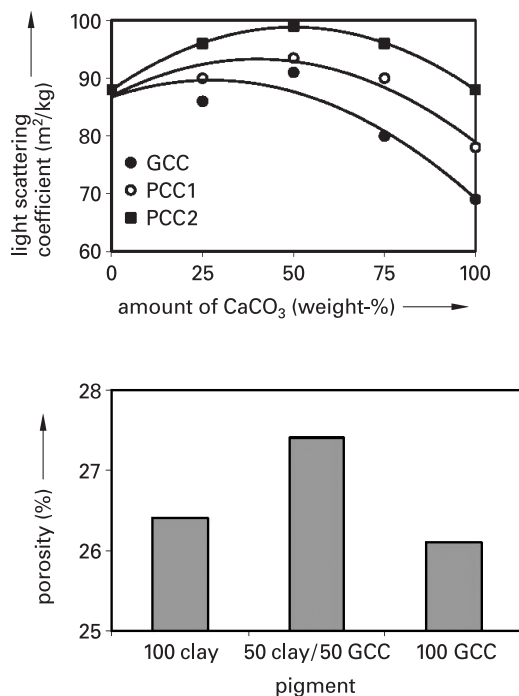 100
90
80
70
60
light scattering
coefficient (m²/kg)
GCC
PCC1
PCC2
0 25 50 75 100
amount of CaCO₃ (weight-%)
28
27
26
25
porosity (%)
100 clay 50 clay/50 GCC 100 GCC
pigment